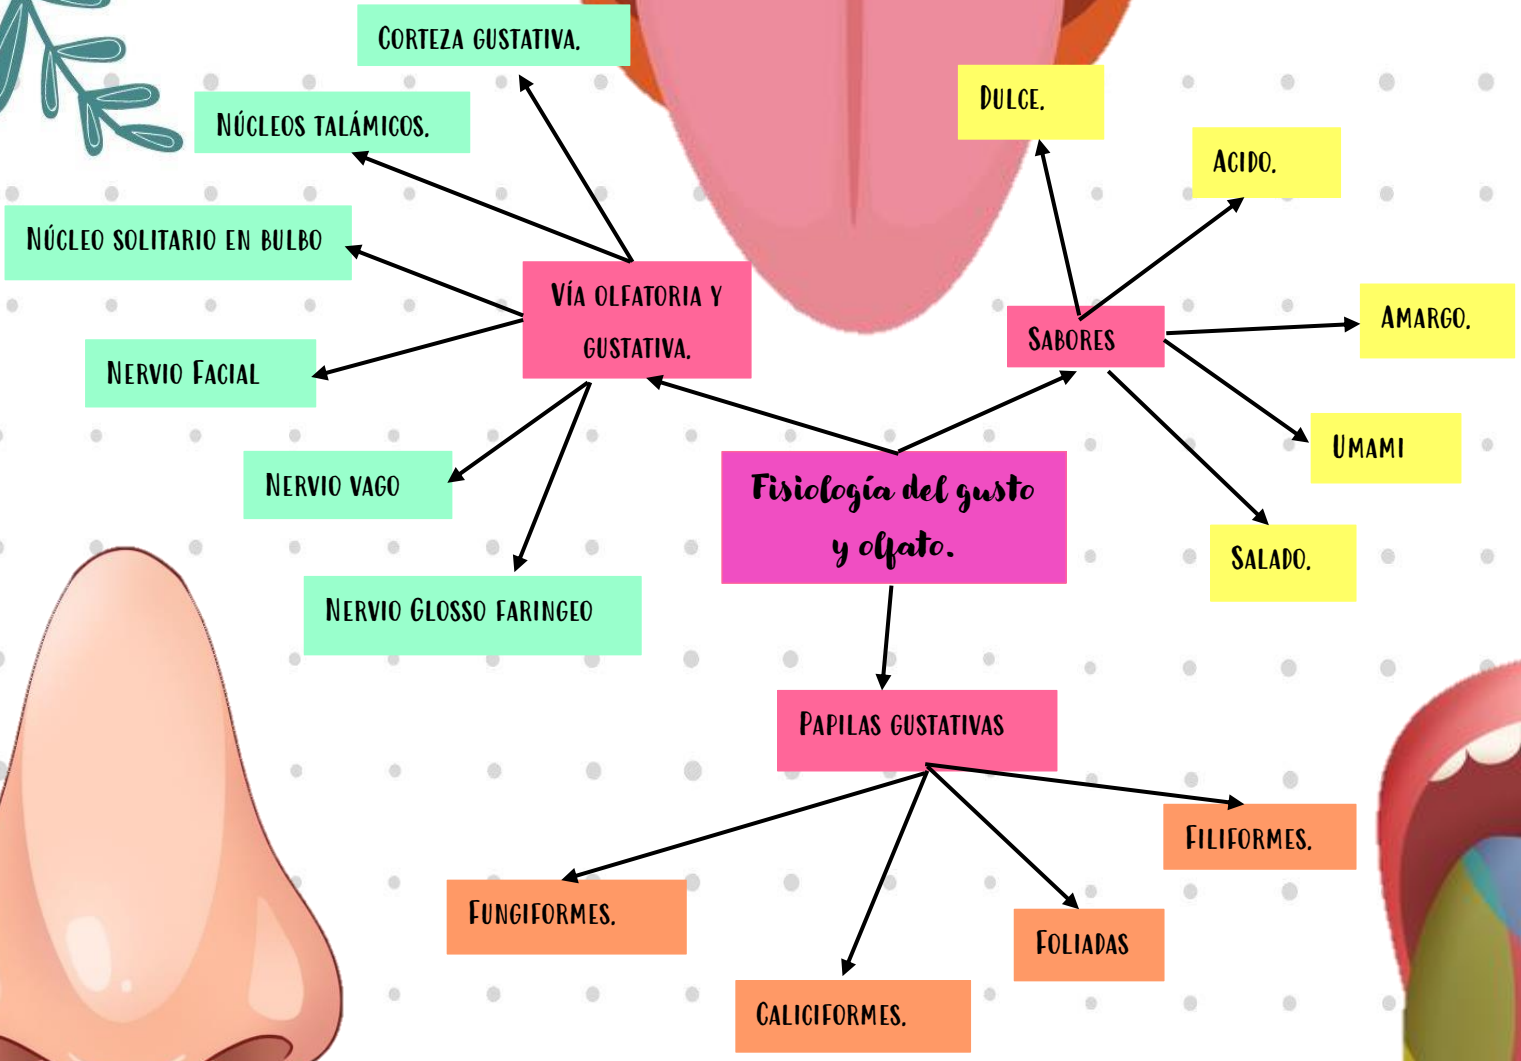 Corteza gustativa.
Núcleos talámicos.
Núcleo solitario en bulbo
Nervio Facial
Nervio vago
Nervio Glosso faringeo
Vía olfatoria y
gustativa.
Dulce.
Acido.
Amargo.
Umami
Salado.
Sabores
Fisiología del gusto
y olfato.
Papilas gustativas
Filiformes.
Fungiformes.
Foliadas
Caliciformes.